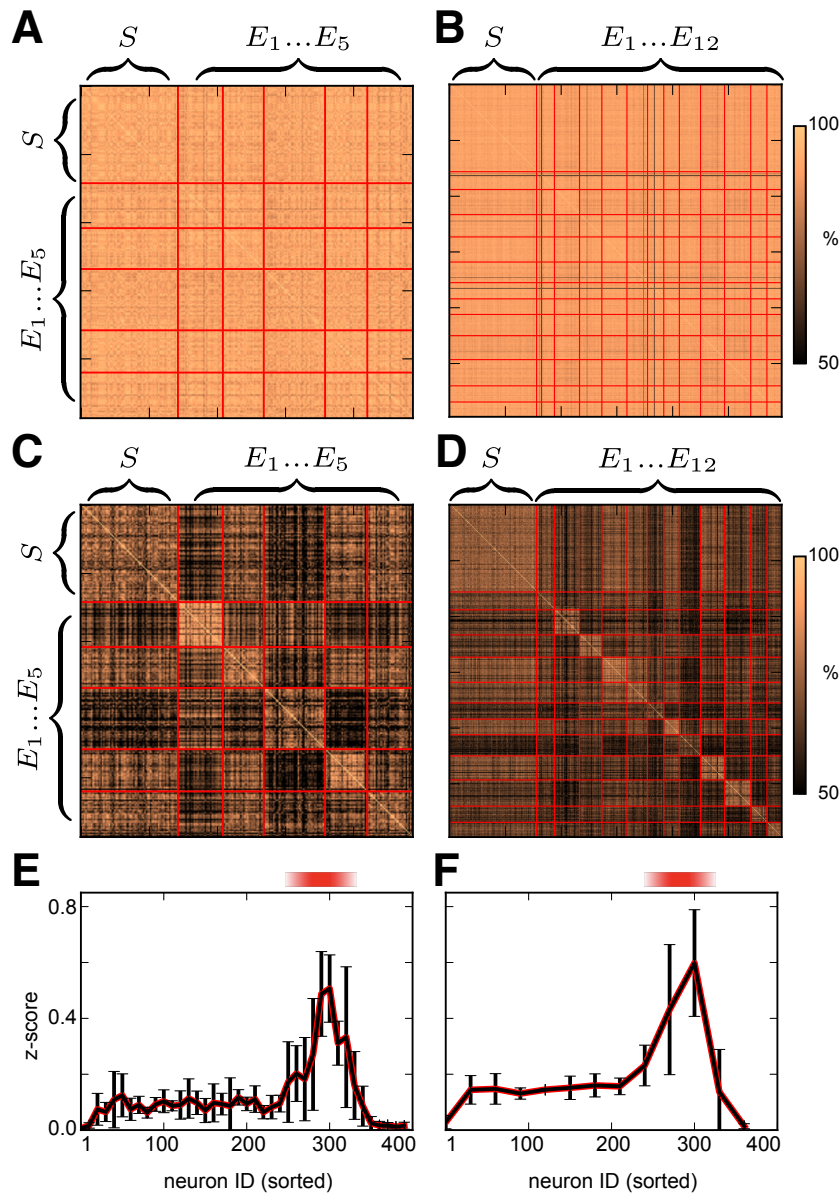 A
B
S
E₁...E₅
S
E₁...E₁₂
S
E₁...E₅
100
%
50
C
D
S
E₁...E₅
S
E₁...E₁₂
S
E₁...E₅
100
%
50
E
F
0.8
0.4
0.0
z-score
1 100 200 300 400
1 100 200 300 400
neuron ID (sorted)
neuron ID (sorted)